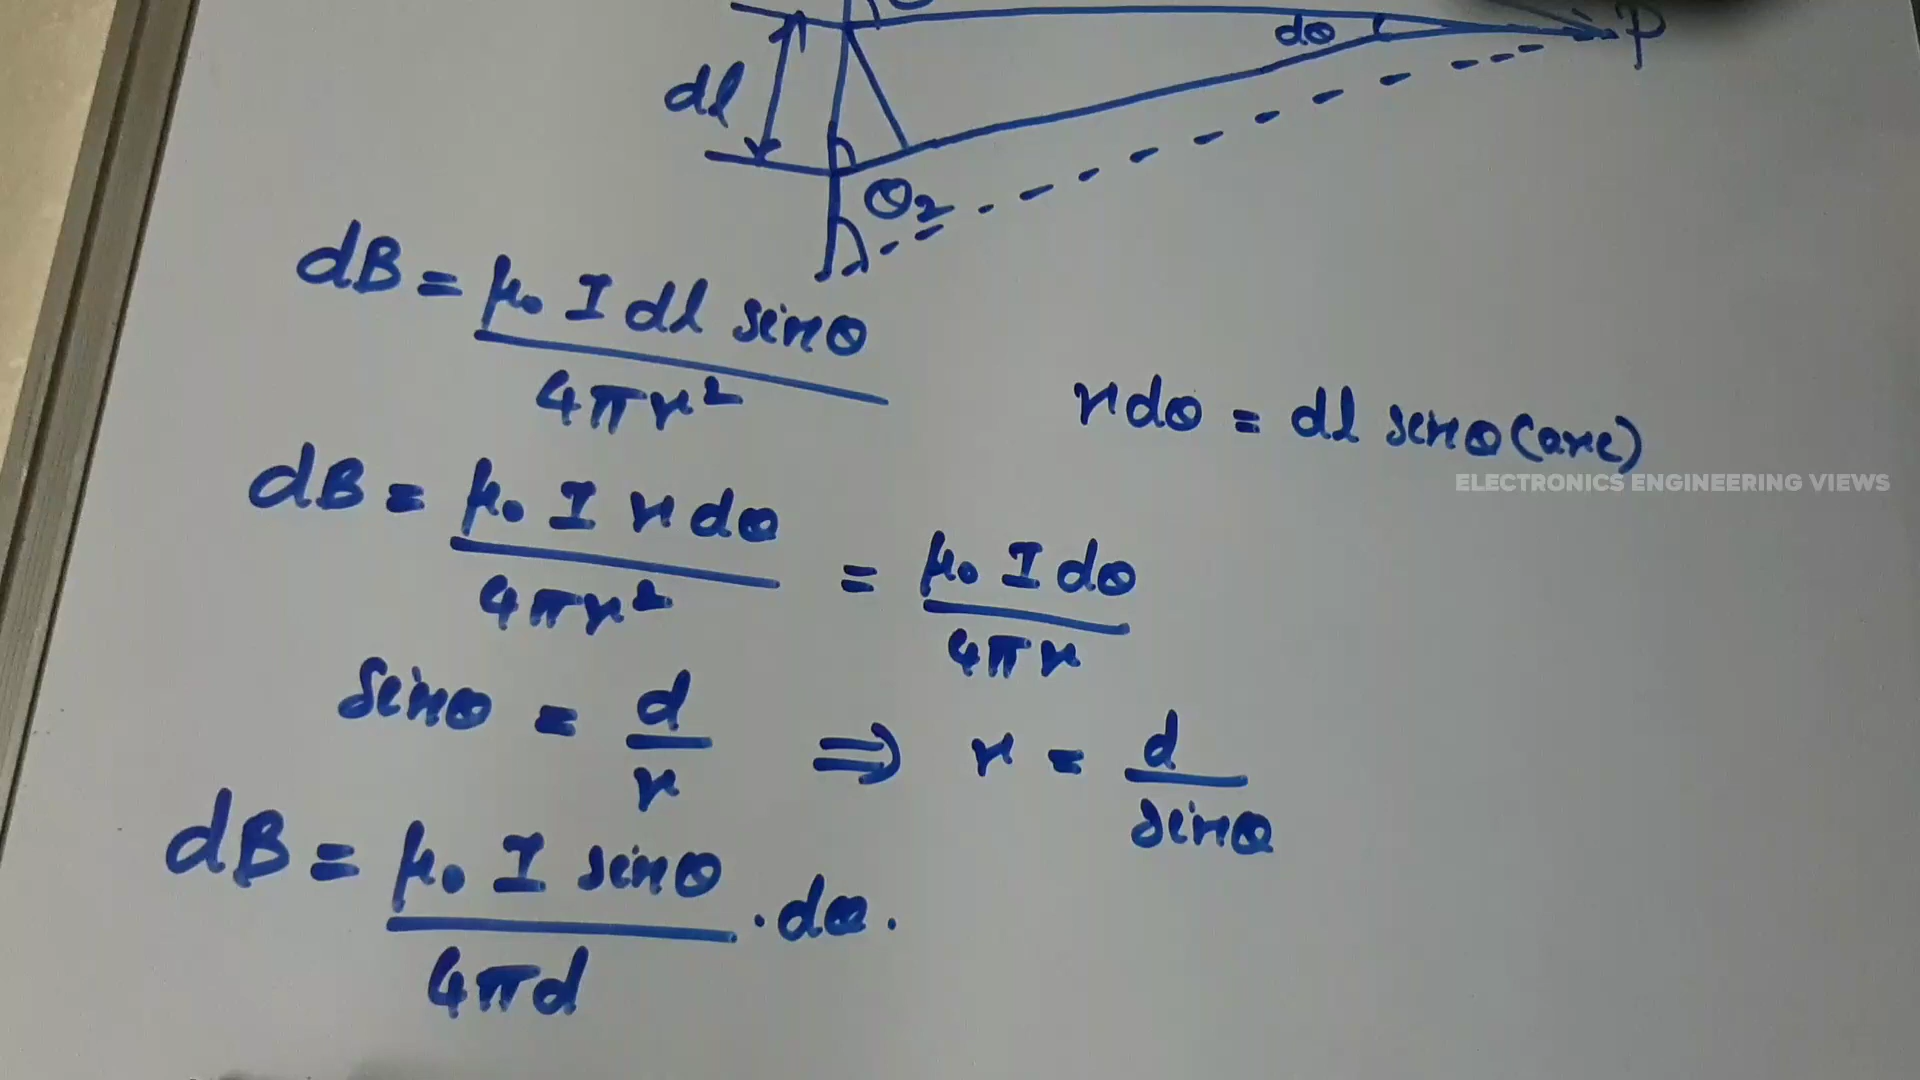 dθ P
dl
θ₂
dB = μ₀ I dl sinθ / 4πr²
r dθ = dl sinθ (arc)
ELECTRONICS ENGINEERING VIEWS
dB = μ₀ I r dθ / 4πr² = μ₀ I dθ / 4πr
sinθ = d / r ⇒ r = d / sinθ
dB = μ₀ I sinθ / 4πd . dθ.